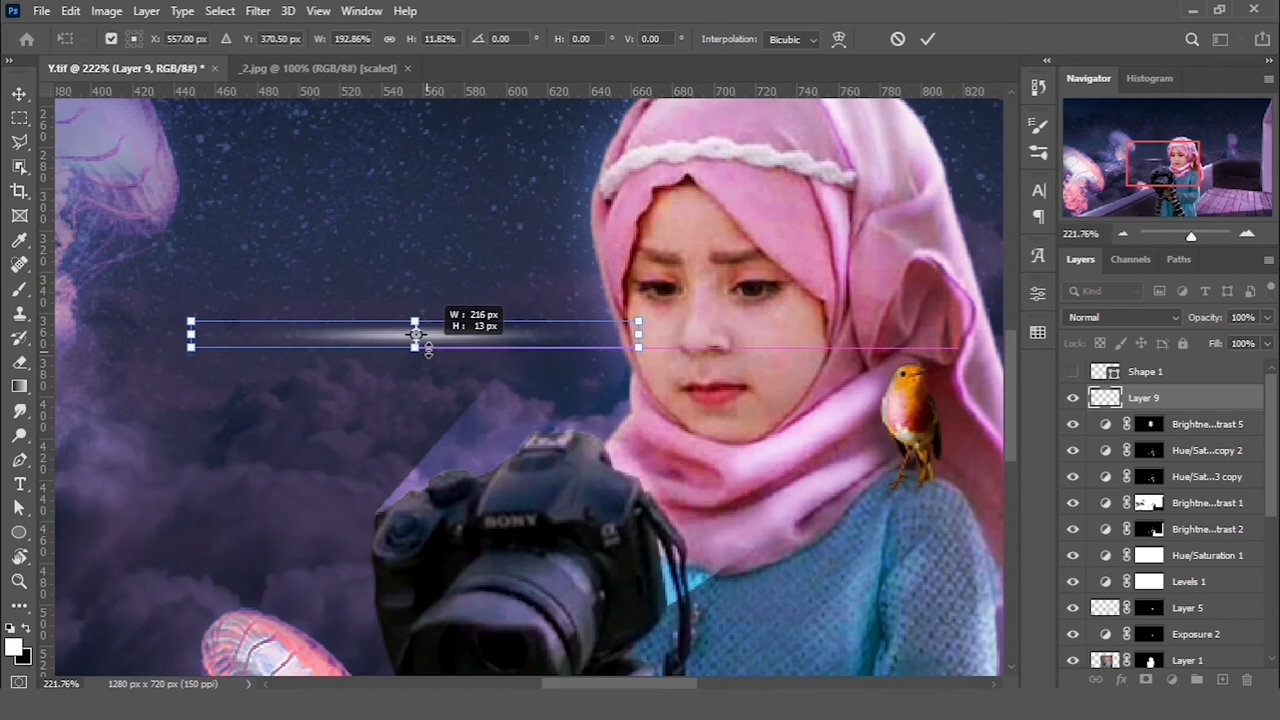 Ps File Edit Image Layer Type Select Filter 3D View Window Help
X: 557.00 px Y: 370.50 px W: 192.86% H: 11.82% 0.00 ° H: 0.00 ° V: 0.00 ° Interpolation: Bicubic
Y.tif @ 222% (Layer 9, RGB/8#) * × _2.jpg @ 100% (RGB/8#) [scaled] ×
400 420 440 460 480 500 520 540 560 580 600 620 640 660 680 700 720 740 760 780 800 820
Navigator Histogram
221.76%
Layers Channels Paths
Kind
Normal Opacity: 100%
Lock: Fill: 100%
Shape 1
Layer 9
Brightne...trast 5
Hue/Sat...copy 2
Hue/Sat...3 copy
Brightne...trast 1
Brightne...trast 2
Hue/Saturation 1
Levels 1
Layer 5
Exposure 2
Layer 1
W : 216 px
H : 13 px
SONY
221.76% 1280 px x 720 px (150 ppi)